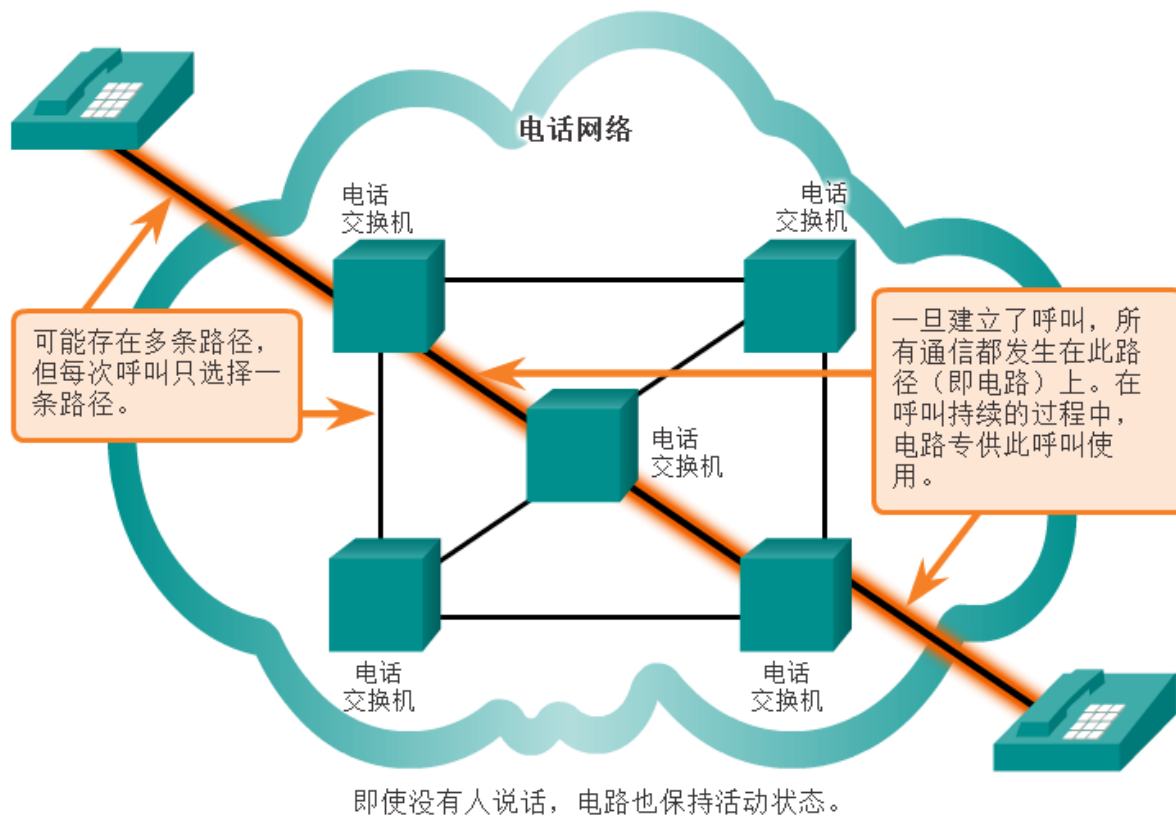 电话网络
电话
交换机
电话
交换机
可能存在多条路径，
但每次呼叫只选择一
条路径。
一旦建立了呼叫，所
有通信都发生在此路
径（即电路）上。在
呼叫持续的过程中，
电路专供此呼叫使
用。
电话
交换机
电话
交换机
电话
交换机
即使没有人说话，电路也保持活动状态。